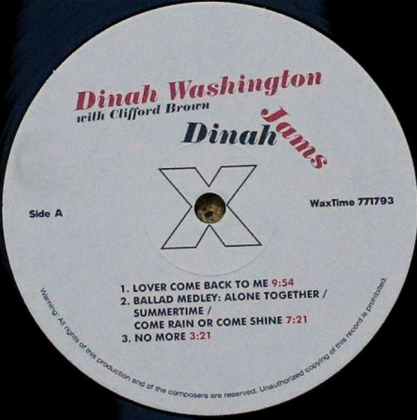 Dinah Washington
with Clifford Brown
Dinah Jams
Side A
WaxTime 771793
1. LOVER COME BACK TO ME 9:54
2. BALLAD MEDLEY: ALONE TOGETHER /
SUMMERTIME /
COME RAIN OR COME SHINE 7:21
3. NO MORE 3:21
Warning: All rights of this production and of the composers are reserved. Unauthorized copying of this record is prohibited.